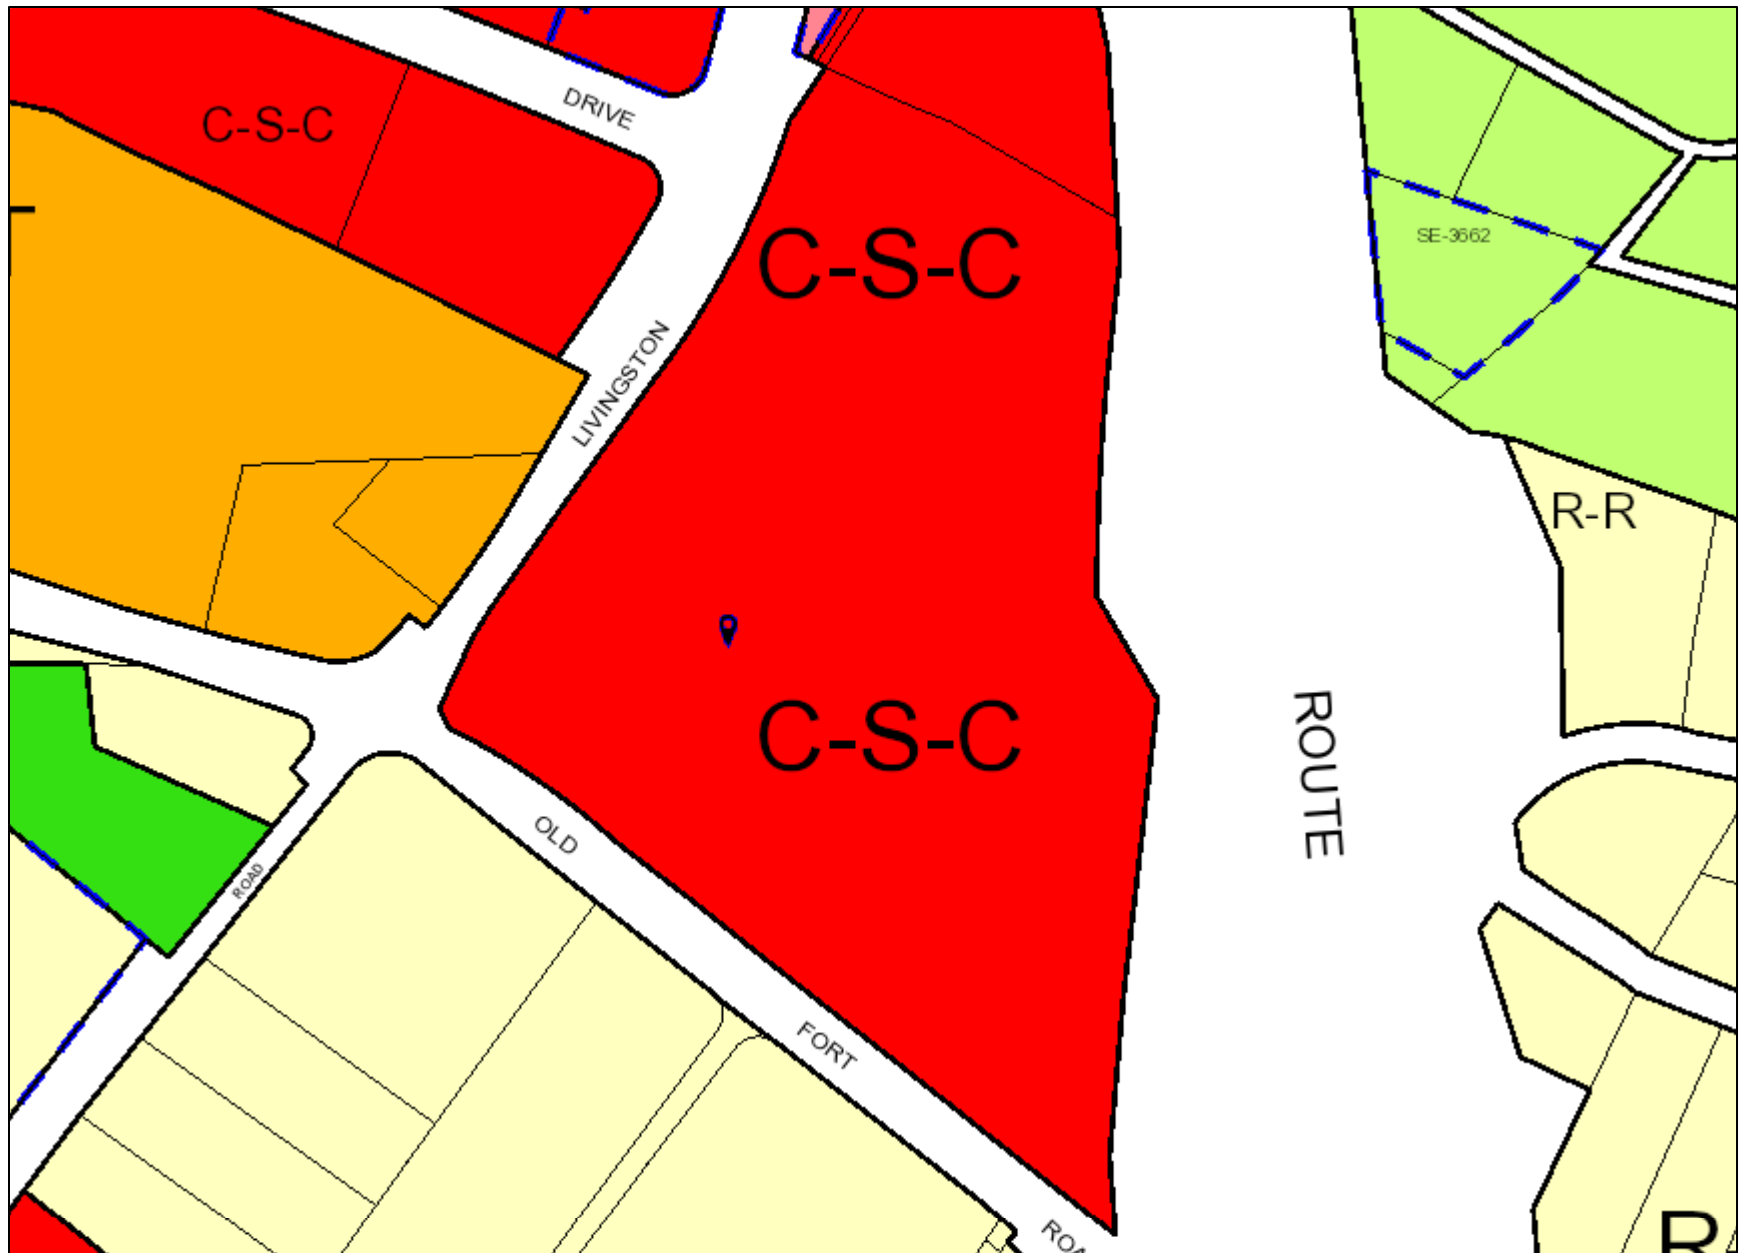 DRIVE
C-S-C
C-S-C
SE-3662
LIVINGSTON
R-R
C-S-C
ROUTE
OLD
ROAD
FORT